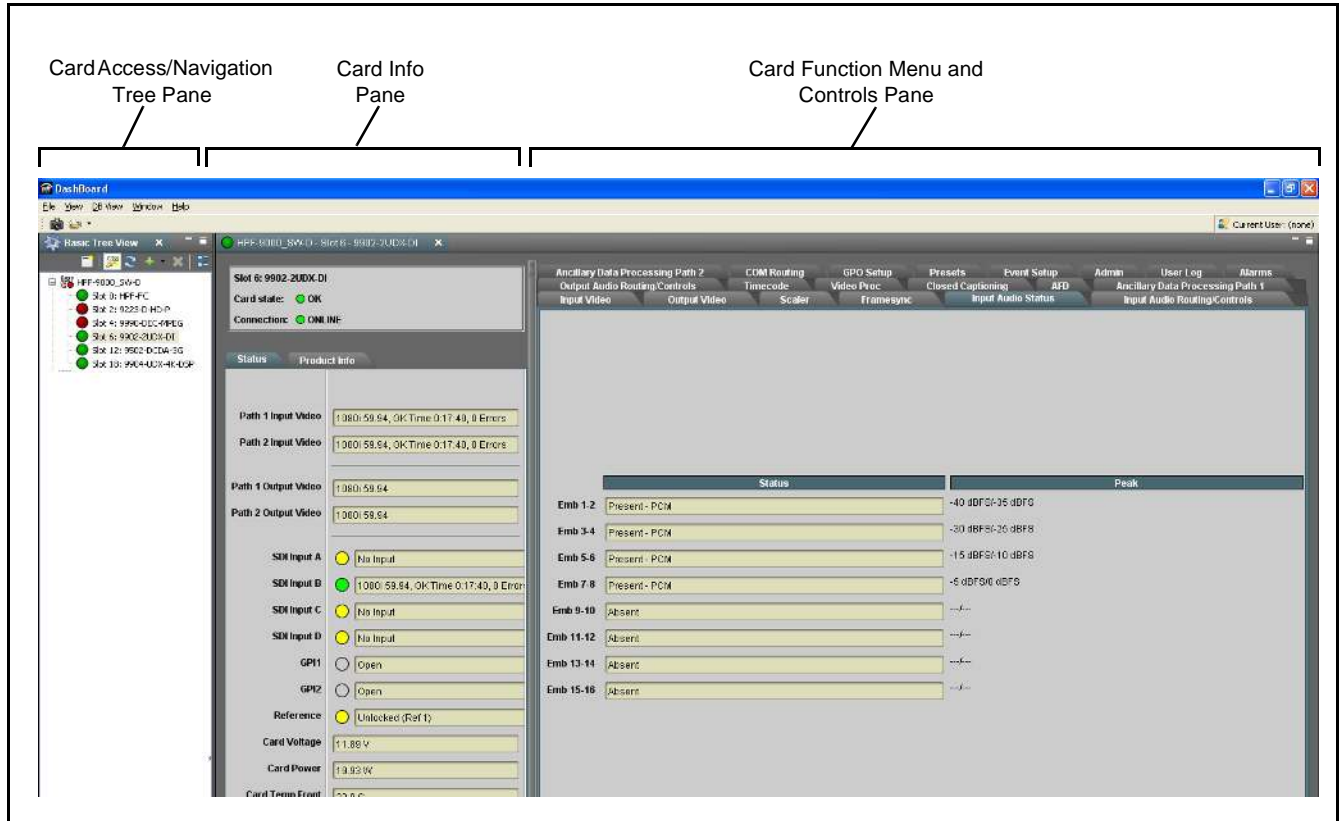 Card Access/Navigation
Tree Pane
Card Info
Pane
Card Function Menu and
Controls Pane
DashBoard
File View DB View Window Help
Current User: (none)
Basic Tree View
HFF-9000_SW-D
Slot 0: HFF-FC
Slot 2: 9223-D-HD-P
Slot 4: 9990-DEC-MPEG
Slot 6: 9902-2UDX-DI
Slot 12: 9502-DCDA-3G
Slot 18: 9904-UDX-4K-DSP
HFF-9000_SW-D - Slot 6 - 9902-2UDX-DI
Slot 6: 9902-2UDX-DI
Card state: OK
Connection: ONLINE
Status
Product Info
Path 1 Input Video 1080i 59.94, OK Time 0:17:40, 0 Errors
Path 2 Input Video 1080i 59.94, OK Time 0:17:40, 0 Errors
Path 1 Output Video 1080i 59.94
Path 2 Output Video 1080i 59.94
SDI Input A No Input
SDI Input B 1080i 59.94, OK Time 0:17:40, 0 Error
SDI Input C No Input
SDI Input D No Input
GPI1 Open
GPI2 Open
Reference Unlocked (Ref 1)
Card Voltage 11.89 V
Card Power 19.93 W
Card Temp Front
Ancillary Data Processing Path 2 COM Routing GPO Setup Presets Event Setup Admin User Log Alarms
Output Audio Routing/Controls Timecode Video Proc Closed Captioning AFD Ancillary Data Processing Path 1
Input Video Output Video Scaler Framesync Input Audio Status Input Audio Routing/Controls
Status Peak
Emb 1-2 Present - PCM -40 dBFS/-35 dBFS
Emb 3-4 Present - PCM -30 dBFS/-25 dBFS
Emb 5-6 Present - PCM -15 dBFS/-10 dBFS
Emb 7-8 Present - PCM -5 dBFS/0 dBFS
Emb 9-10 Absent ---/---
Emb 11-12 Absent ---/---
Emb 13-14 Absent ---/---
Emb 15-16 Absent ---/---